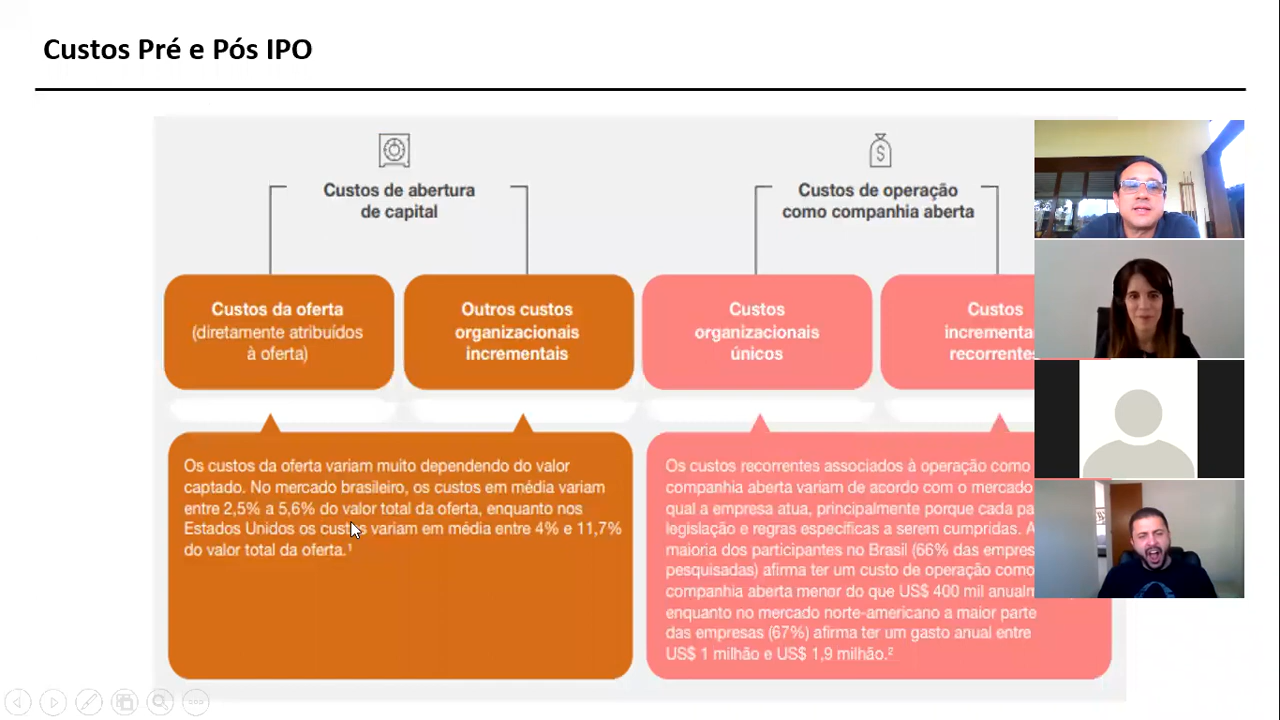 Custos Pré e Pós IPO
Custos de abertura
de capital
Custos de operação
como companhia aberta
Custos da oferta
(diretamente atribuídos
à oferta)
Outros custos
organizacionais
incrementais
Custos
organizacionais
únicos
Custos
incrementa
recorrentes
Os custos da oferta variam muito dependendo do valor
captado. No mercado brasileiro, os custos em média variam
entre 2,5% a 5,6% do valor total da oferta, enquanto nos
Estados Unidos os custos variam em média entre 4% e 11,7%
do valor total da oferta.¹
Os custos recorrentes associados à operação como
companhia aberta variam de acordo com o mercado
qual a empresa atua, principalmente porque cada pa
legislação e regras específicas a serem cumpridas. A
maioria dos participantes no Brasil (66% das empres
pesquisadas) afirma ter um custo de operação como
companhia aberta menor do que US$ 400 mil anualm
enquanto no mercado norte-americano a maior parte
das empresas (67%) afirma ter um gasto anual entre
US$ 1 milhão e US$ 1,9 milhão.²